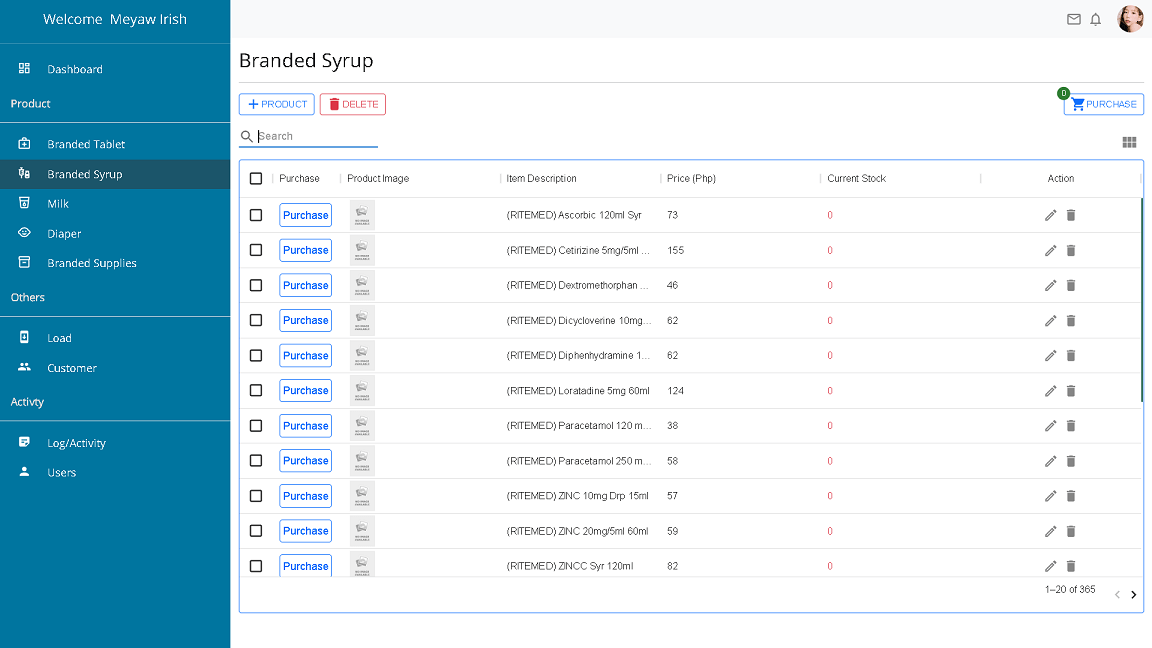 Welcome Meyaw Irish
Dashboard
Product
Branded Tablet
Branded Syrup
Milk
Diaper
Branded Supplies
Others
Load
Customer
Activty
Log/Activity
Users
Branded Syrup
PRODUCT
DELETE
0
PURCHASE
Search
Purchase Product Image Item Description Price (Php) Current Stock Action
Purchase (RITEMED) Ascorbic 120ml Syr 73 0
Purchase (RITEMED) Cetirizine 5mg/5ml ... 155 0
Purchase (RITEMED) Dextromethorphan ... 46 0
Purchase (RITEMED) Dicycloverine 10mg... 62 0
Purchase (RITEMED) Diphenhydramine 1... 62 0
Purchase (RITEMED) Loratadine 5mg 60ml 124 0
Purchase (RITEMED) Paracetamol 120 m... 38 0
Purchase (RITEMED) Paracetamol 250 m... 58 0
Purchase (RITEMED) ZINC 10mg Drp 15ml 57 0
Purchase (RITEMED) ZINC 20mg/5ml 60ml 59 0
Purchase (RITEMED) ZINCC Syr 120ml 82 0
1–20 of 365